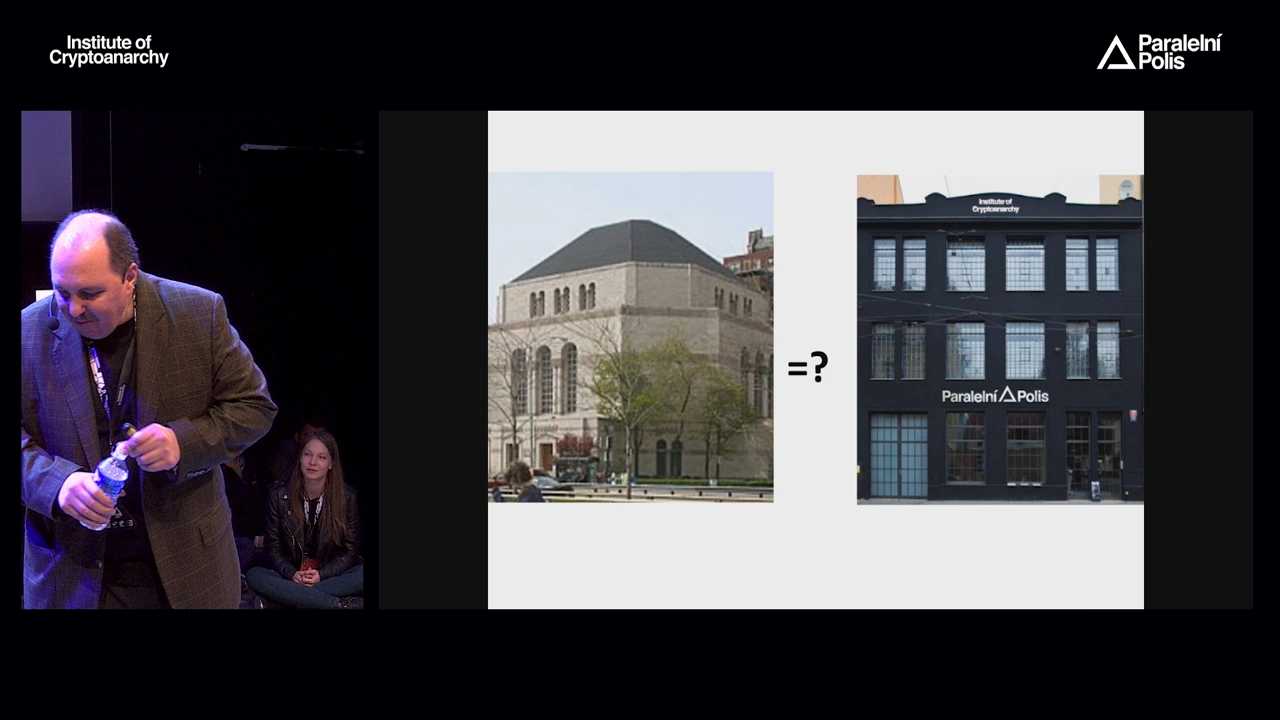 Institute of
Cryptoanarchy
Paralelní
Polis
=?
Institute of
Cryptoanarchy
Paralelní Polis